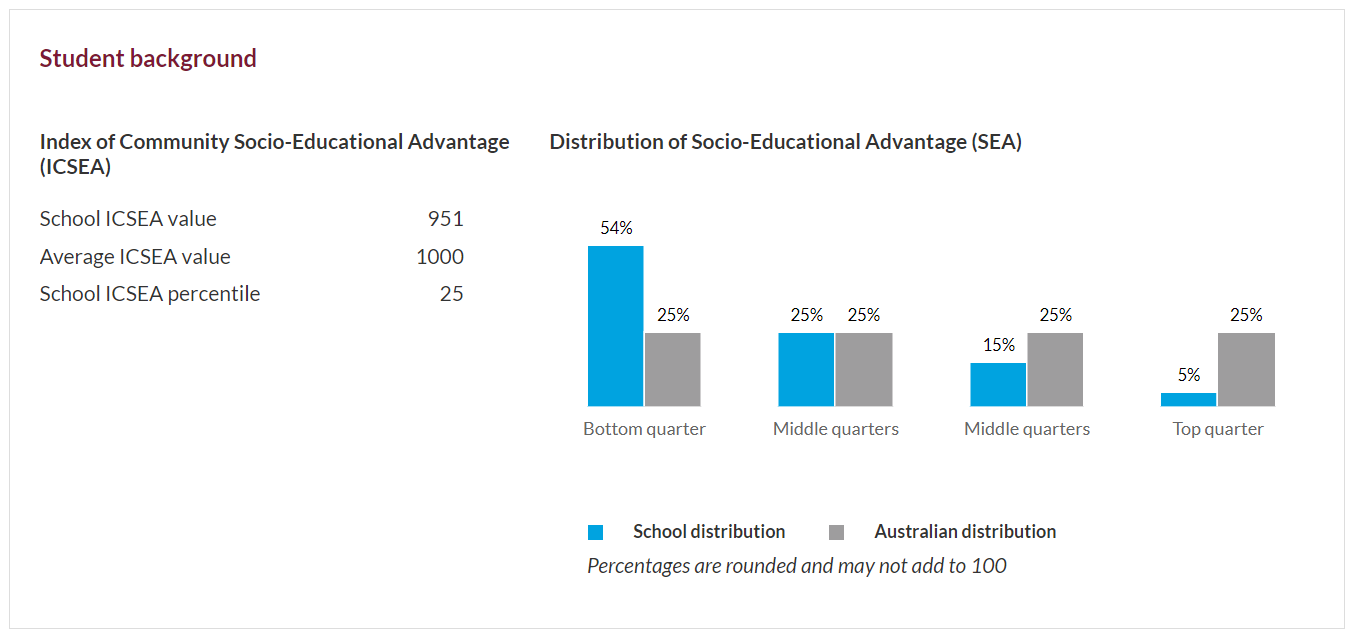 Student background
Index of Community Socio-Educational Advantage
(ICSEA)
School ICSEA value 951
Average ICSEA value 1000
School ICSEA percentile 25
Distribution of Socio-Educational Advantage (SEA)
54%
25%
25% 25%
15%
25%
5%
25%
Bottom quarter Middle quarters Middle quarters Top quarter
School distribution Australian distribution
Percentages are rounded and may not add to 100